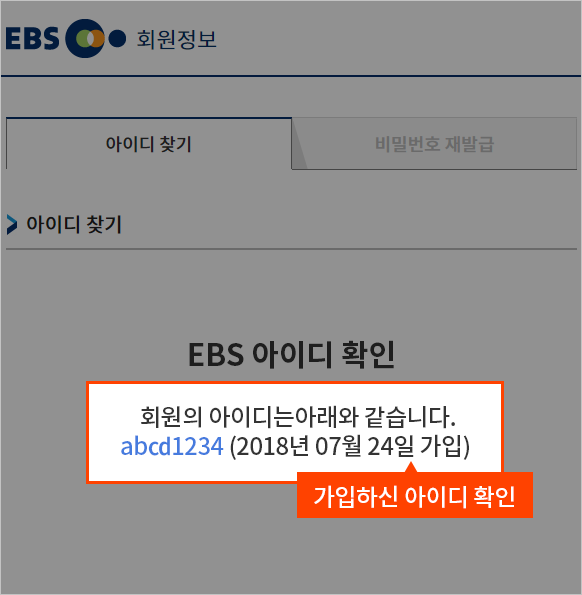 EBS 회원정보
아이디 찾기
비밀번호 재발급
아이디 찾기
EBS 아이디 확인
회원의 아이디는아래와 같습니다.
abcd1234 (2018년 07월 24일 가입)
가입하신 아이디 확인